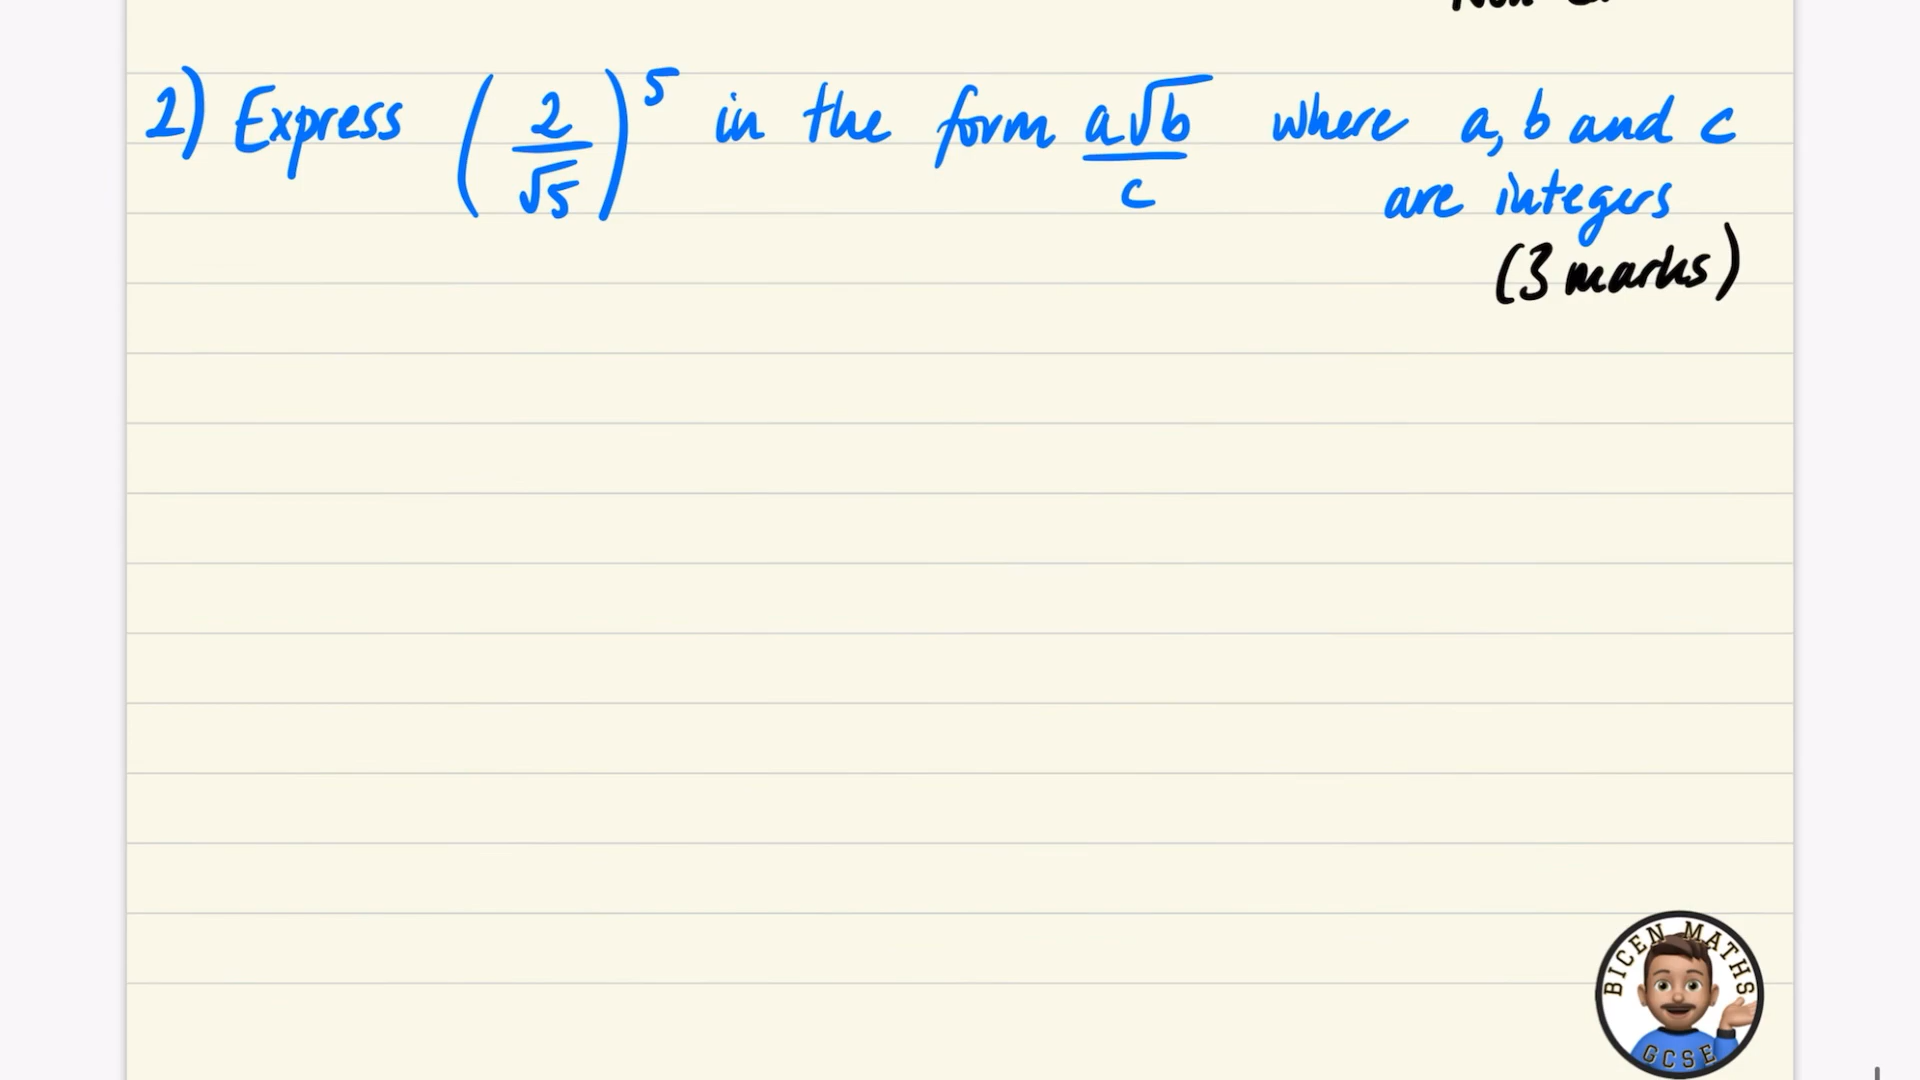 2) Express (2/√5)^5 in the form a√b/c where a, b and c
are integers
(3 marks)
BICEN MATHS
GCSE